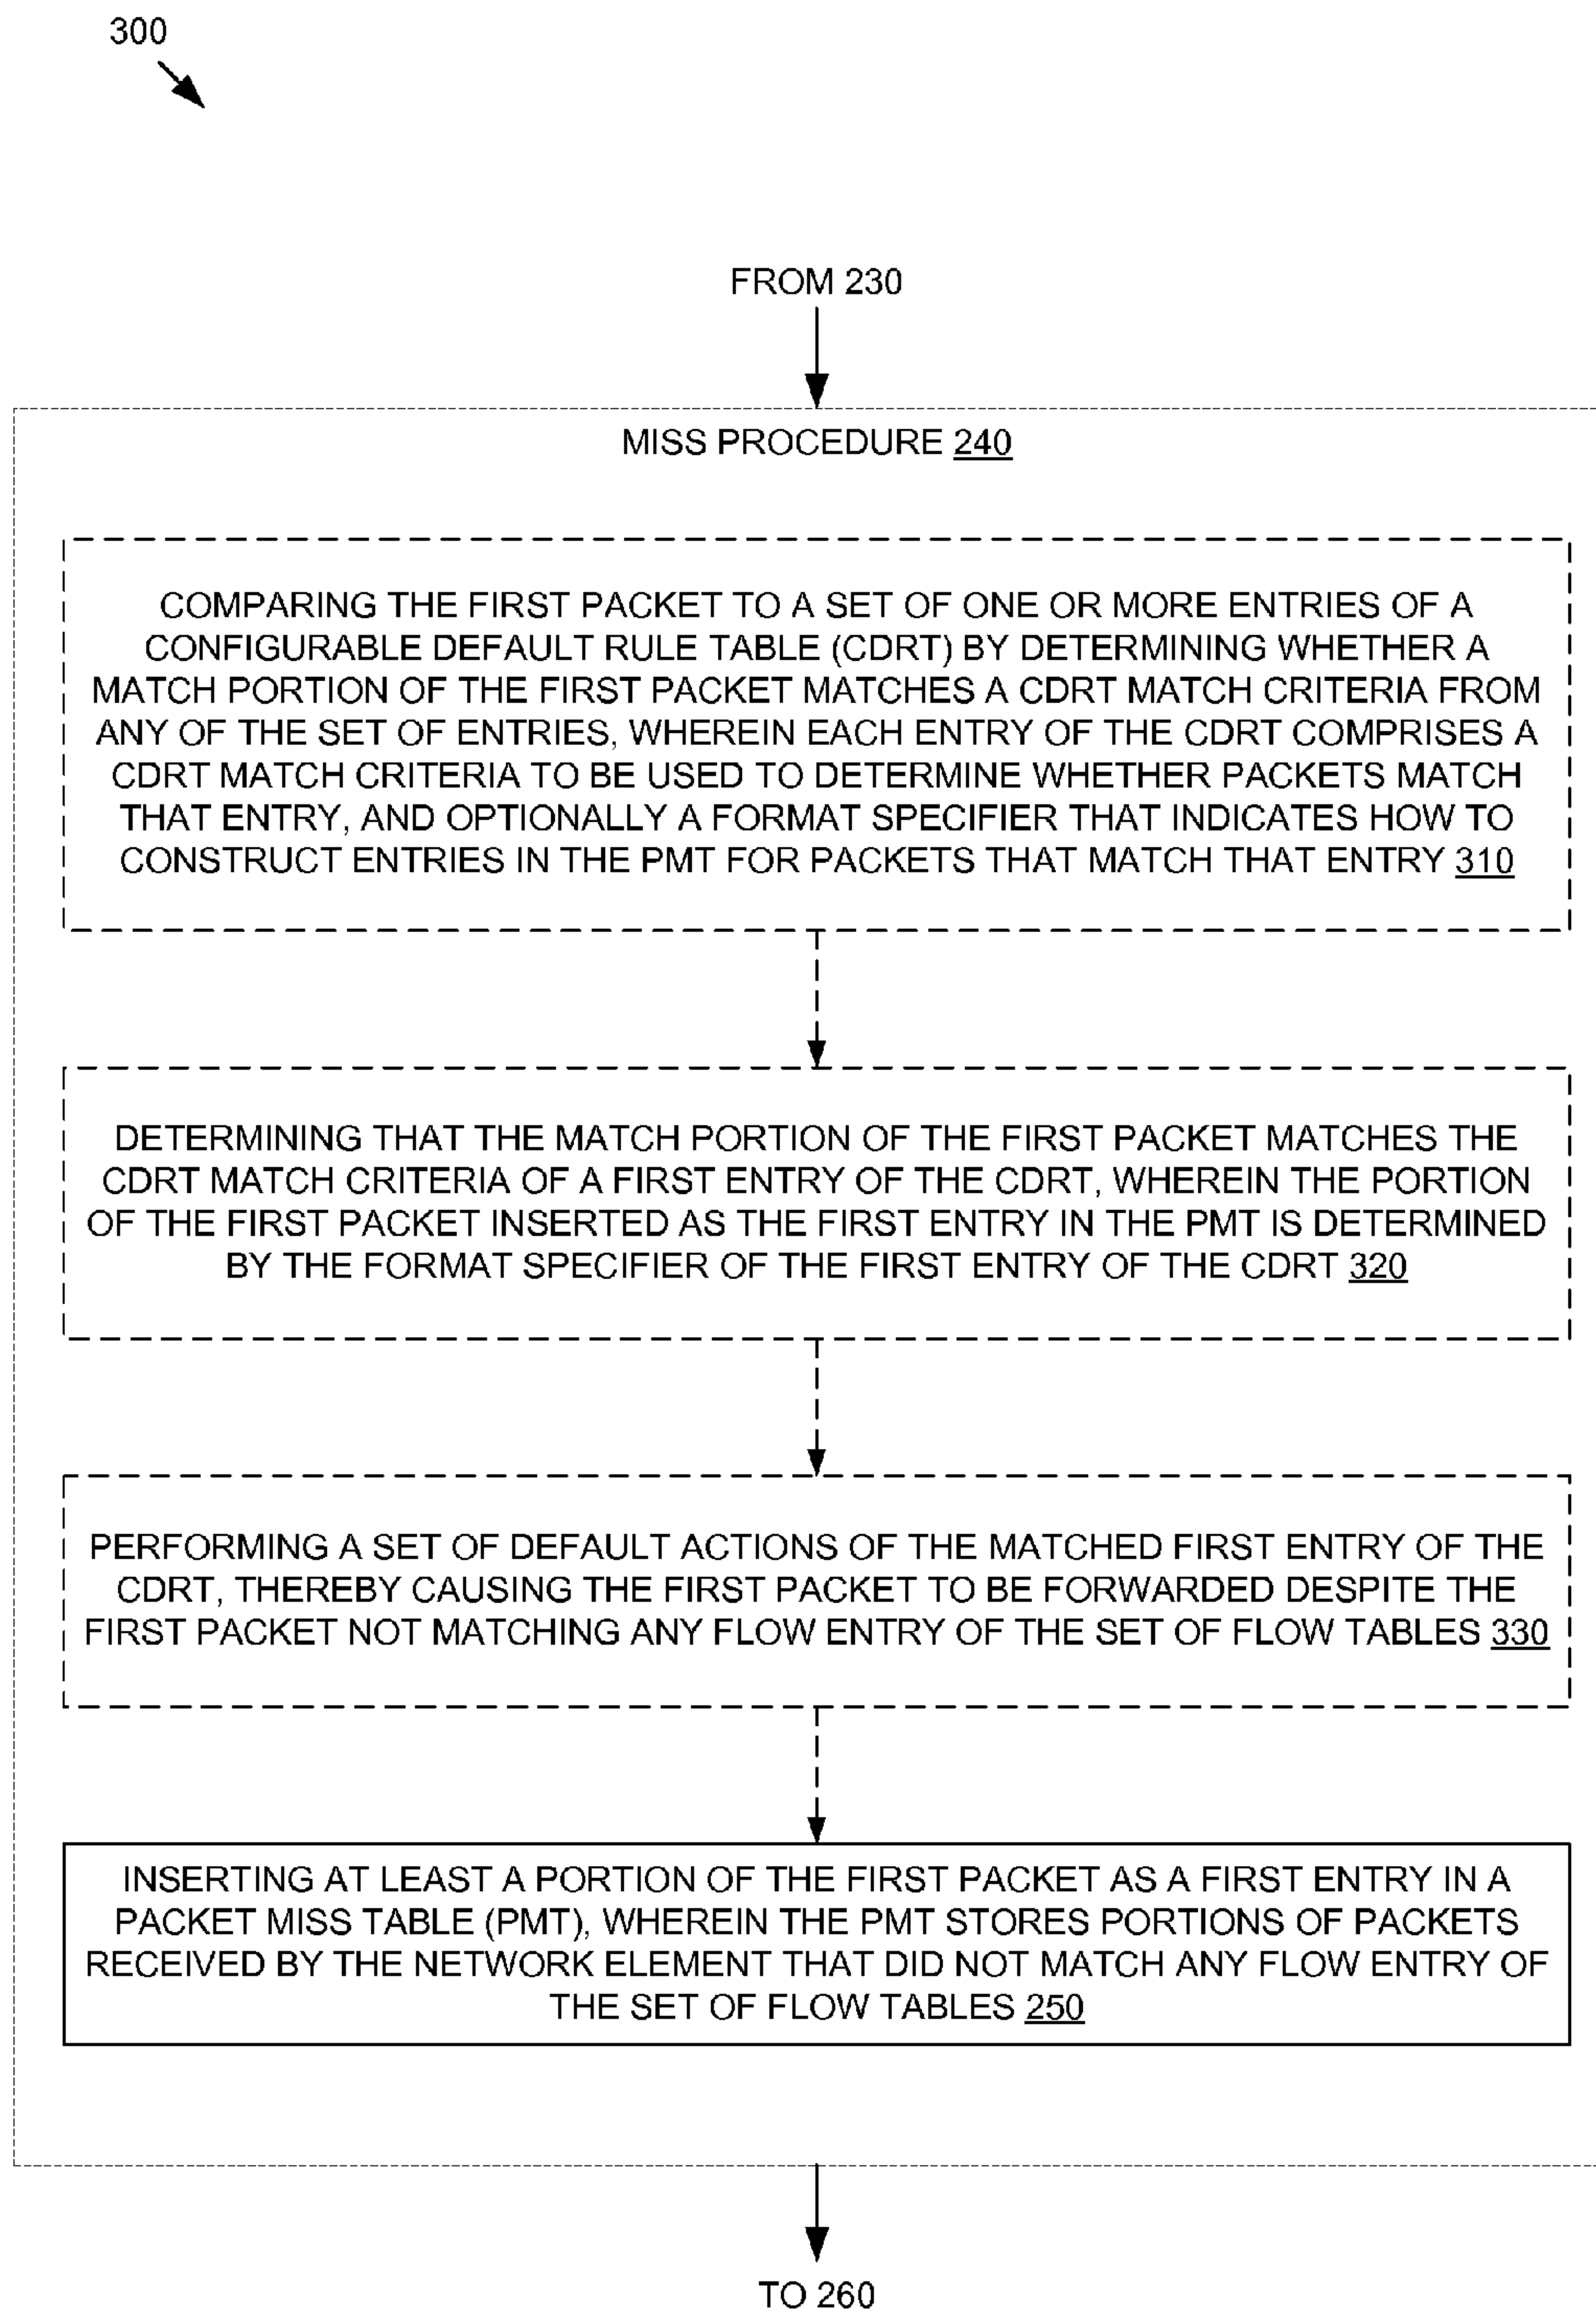 300
FROM 230
MISS PROCEDURE 240
COMPARING THE FIRST PACKET TO A SET OF ONE OR MORE ENTRIES OF A
CONFIGURABLE DEFAULT RULE TABLE (CDRT) BY DETERMINING WHETHER A
MATCH PORTION OF THE FIRST PACKET MATCHES A CDRT MATCH CRITERIA FROM
ANY OF THE SET OF ENTRIES, WHEREIN EACH ENTRY OF THE CDRT COMPRISES A
CDRT MATCH CRITERIA TO BE USED TO DETERMINE WHETHER PACKETS MATCH
THAT ENTRY, AND OPTIONALLY A FORMAT SPECIFIER THAT INDICATES HOW TO
CONSTRUCT ENTRIES IN THE PMT FOR PACKETS THAT MATCH THAT ENTRY 310
DETERMINING THAT THE MATCH PORTION OF THE FIRST PACKET MATCHES THE
CDRT MATCH CRITERIA OF A FIRST ENTRY OF THE CDRT, WHEREIN THE PORTION
OF THE FIRST PACKET INSERTED AS THE FIRST ENTRY IN THE PMT IS DETERMINED
BY THE FORMAT SPECIFIER OF THE FIRST ENTRY OF THE CDRT 320
PERFORMING A SET OF DEFAULT ACTIONS OF THE MATCHED FIRST ENTRY OF THE
CDRT, THEREBY CAUSING THE FIRST PACKET TO BE FORWARDED DESPITE THE
FIRST PACKET NOT MATCHING ANY FLOW ENTRY OF THE SET OF FLOW TABLES 330
INSERTING AT LEAST A PORTION OF THE FIRST PACKET AS A FIRST ENTRY IN A
PACKET MISS TABLE (PMT), WHEREIN THE PMT STORES PORTIONS OF PACKETS
RECEIVED BY THE NETWORK ELEMENT THAT DID NOT MATCH ANY FLOW ENTRY OF
THE SET OF FLOW TABLES 250
TO 260